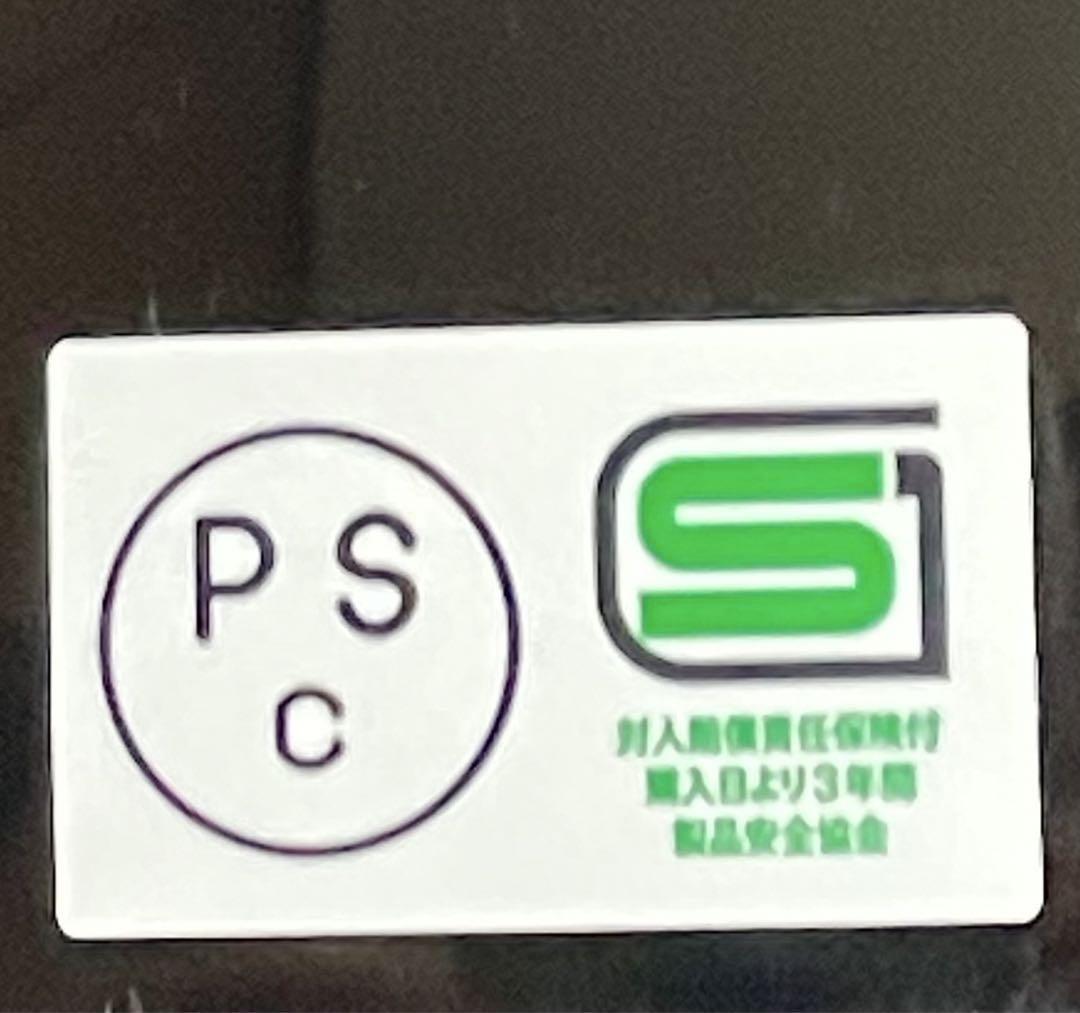 P S
C
対人賠償責任保険付
購入日より3年間
製品安全協会